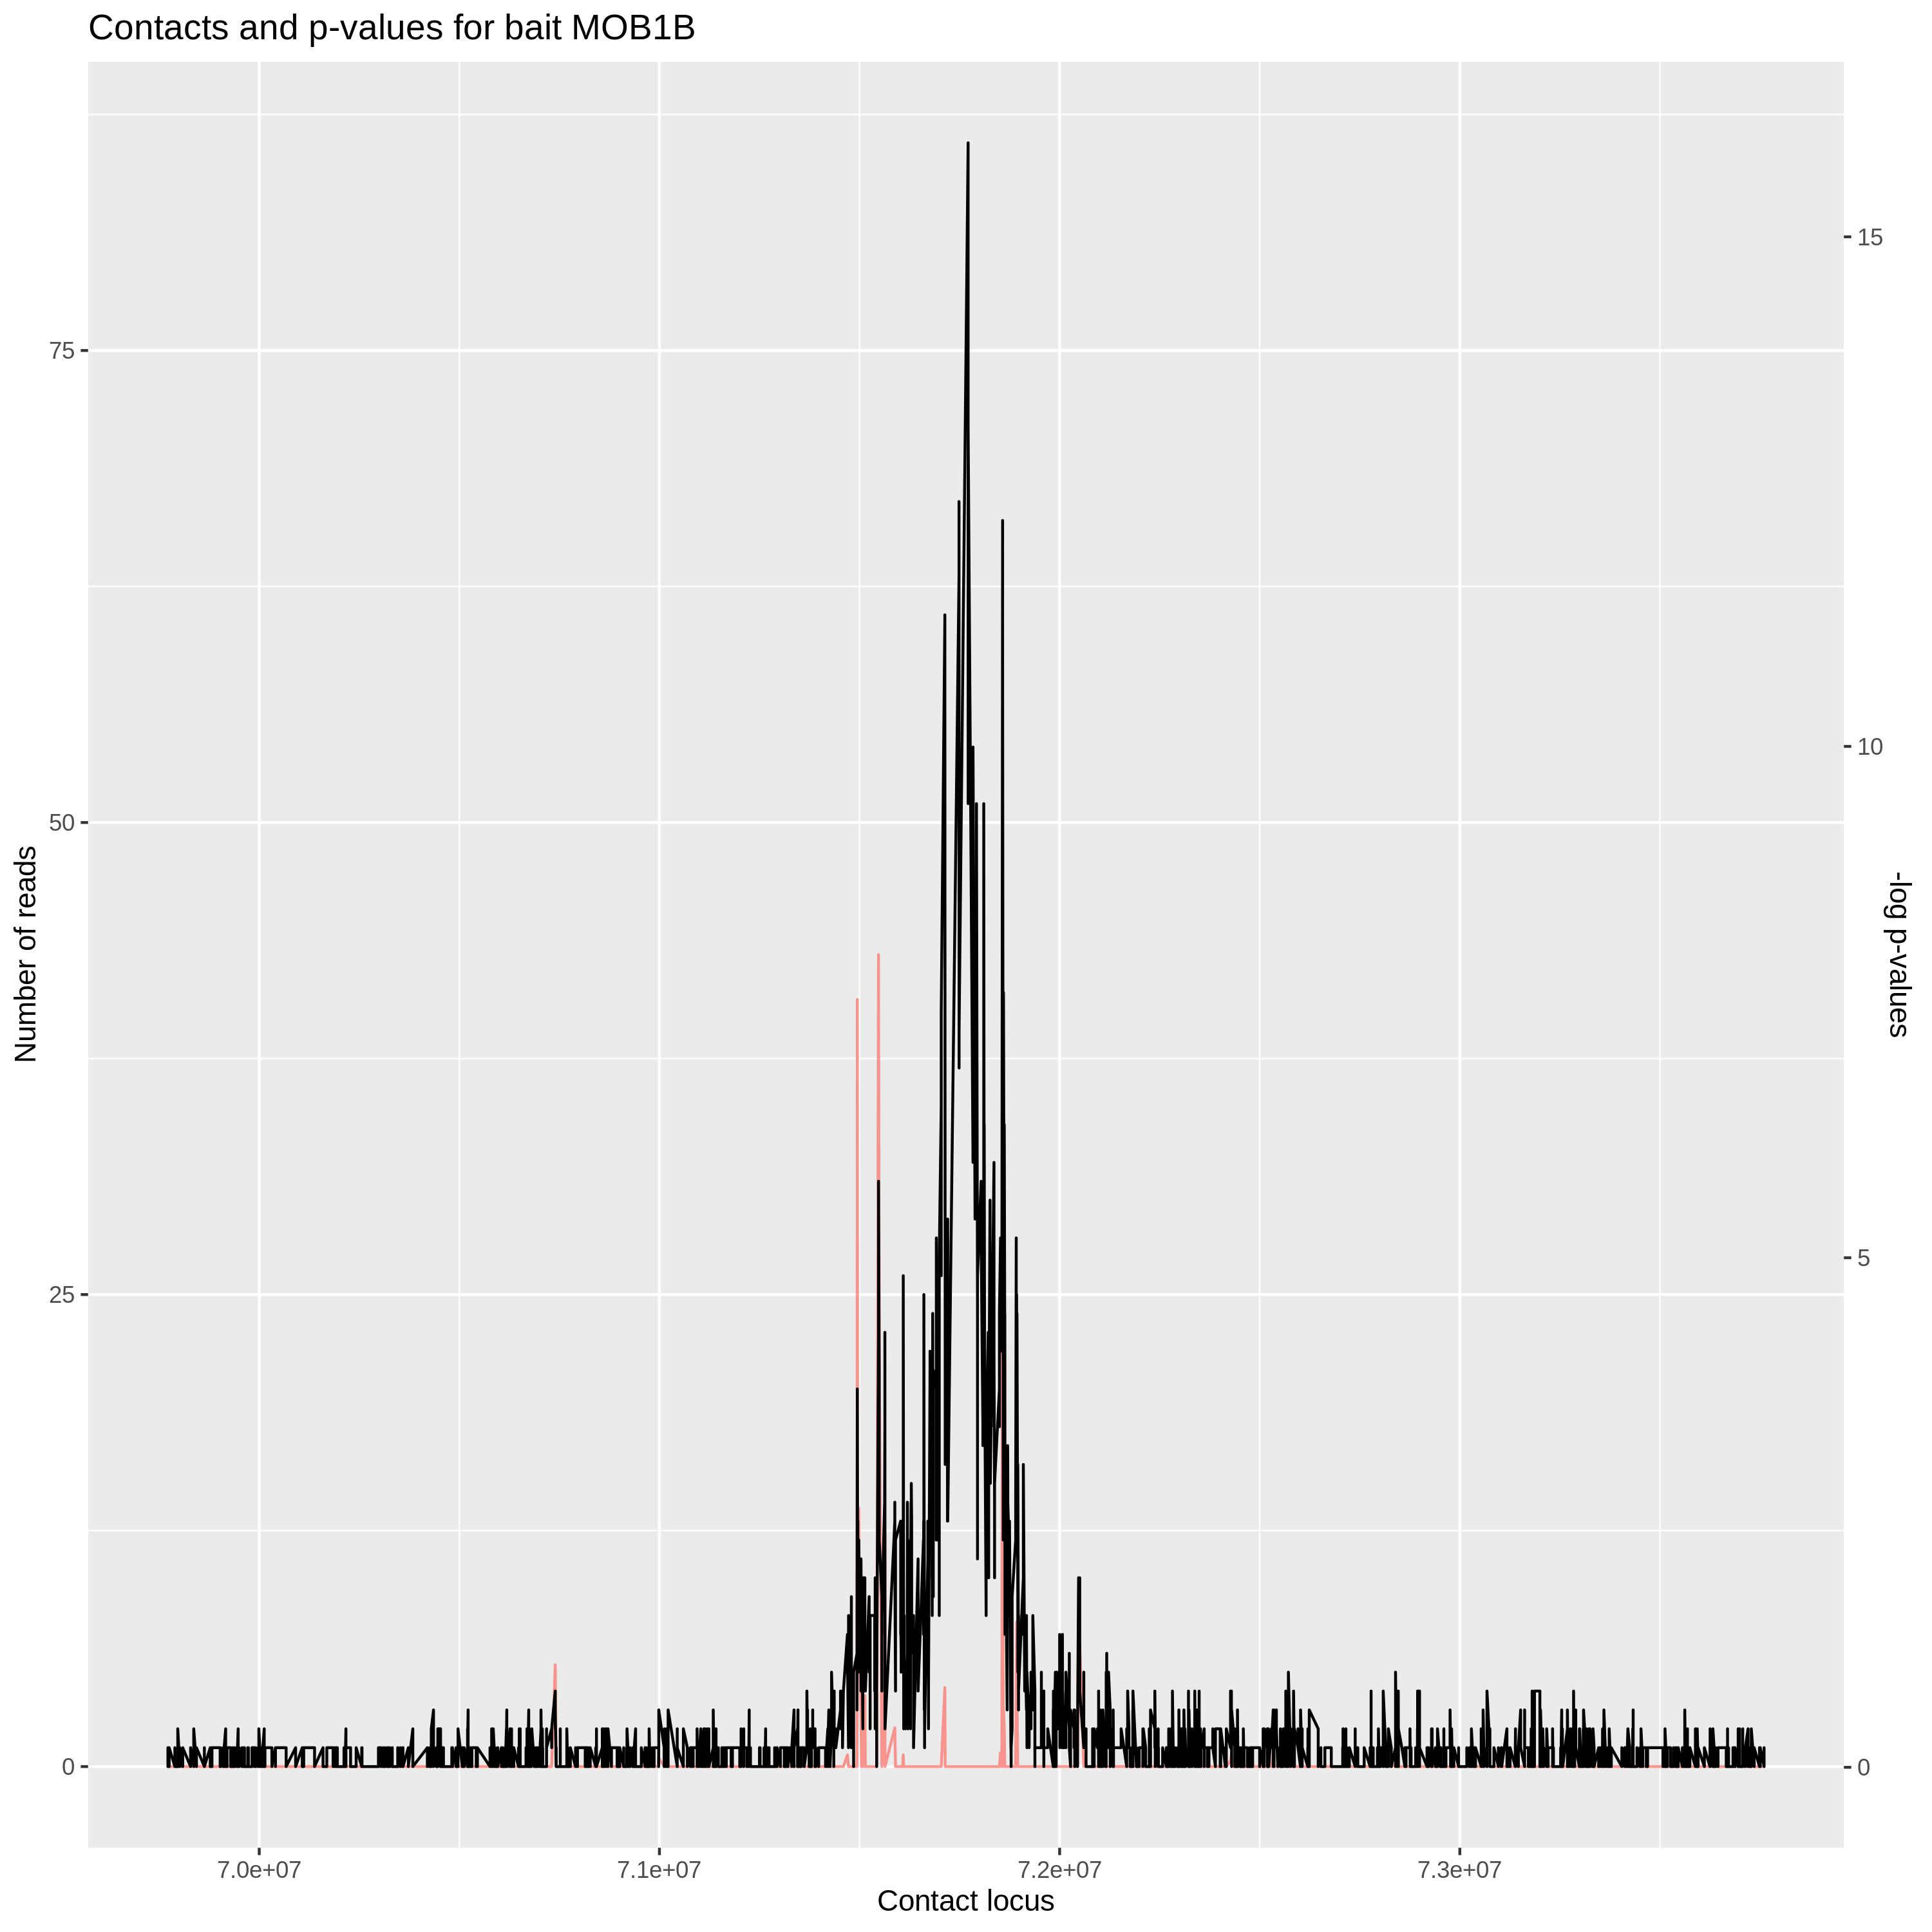 Contacts and p-values for bait MOB1B
75
50
25
0
15
10
5
0
Number of reads
-log p-values
7.0e+07
7.1e+07
7.2e+07
7.3e+07
Contact locus